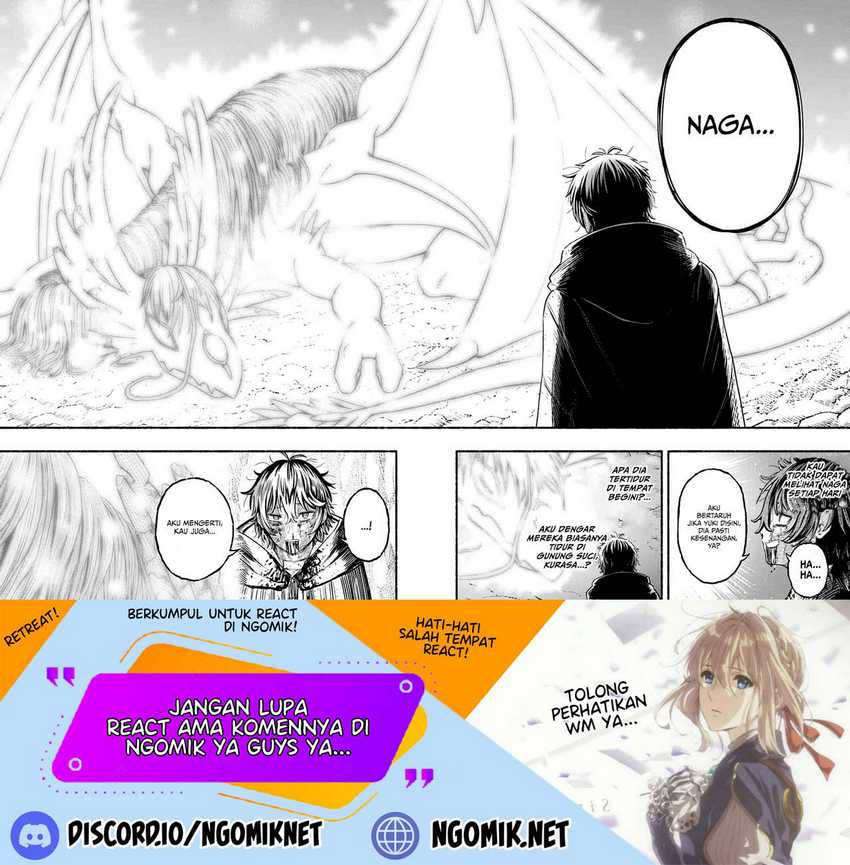 NAGA...
KAU
TIDAK DAPAT
MELIHAT NAGA
SETIAP HARI
AKU
BERTARUH
JIKA YUKI DISINI,
DIA PASTI
KESENANGAN,
YA?
HA...
HA...
APA DIA
TERTIDUR
DI TEMPAT
BEGINI?...
AKU DENGAR
MEREKA BIASANYA
TIDUR DI
GUNUNG SUCI,
KURASA...?
...!
AKU MENGERTI,
KAU JUGA...
RETREAT!
BERKUMPUL UNTUK REACT
DI NGOMIK!
HATI-HATI
SALAH TEMPAT
REACT!
JANGAN LUPA
REACT AMA KOMENNYA DI
NGOMIK YA GUYS YA...
TOLONG
PERHATIKAN
WM YA...
DISCORD.IO/NGOMIKNET
NGOMIK.NET